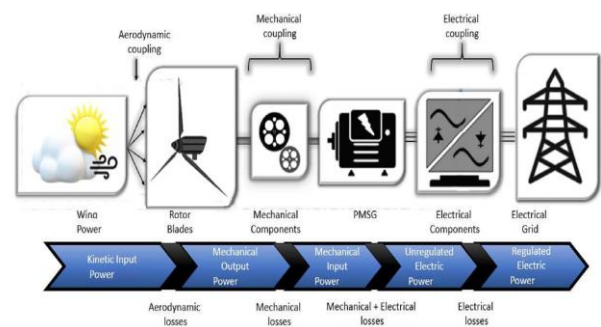 Mechanical
coupling
Electrical
coupling
Aerodynamic
coupling
Wing
Power
Rotor
Blades
Mechanical
Components
PMSG
Electrical
Components
Electrical
Grid
Kinetic Input
Power
Mechanical
Output
Power
Mechanical
Input
Power
Unregulated
Electric
Power
Regulated
Electric
Power
Aerodynamic
losses
Mechanical
losses
Mechanical + Electrical
losses
Electrical
losses